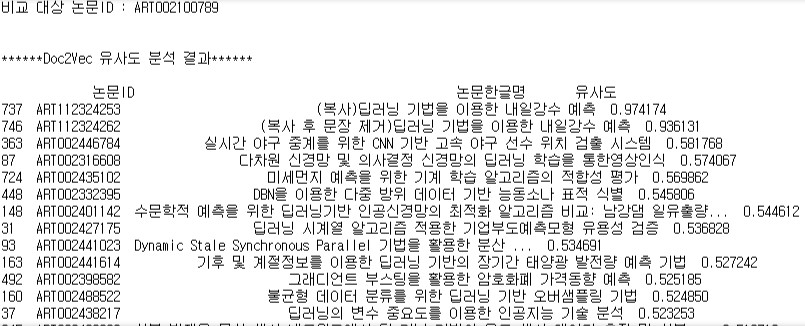 비교 대상 논문ID : ART002100789
******Doc2Vec 유사도 분석 결과******
논문ID 논문한글명 유사도
737 ART112324253 (복사)딥러닝 기법을 이용한 내일강수 예측 0.974174
746 ART112324262 (복사 후 문장 제거)딥러닝 기법을 이용한 내일강수 예측 0.936131
363 ART002446784 실시간 야구 중계를 위한 CNN 기반 고속 야구 선수 위치 검출 시스템 0.581768
87 ART002316608 다차원 신경망 및 의사결정 신경망의 딥러닝 학습을 통한영상인식 0.574067
724 ART002435102 미세먼지 예측을 위한 기계 학습 알고리즘의 적합성 평가 0.569862
448 ART002332395 DBN을 이용한 다중 방위 데이터 기반 능동소나 표적 식별 0.545806
148 ART002401142 수문학적 예측을 위한 딥러닝기반 인공신경망의 최적화 알고리즘 비교: 남강댐 일유출량... 0.544612
31 ART002427175 딥러닝 시계열 알고리즘 적용한 기업부도예측모형 유용성 검증 0.536828
93 ART002441023 Dynamic Stale Synchronous Parallel 기법을 활용한 분산 ... 0.534691
163 ART002441614 기후 및 계절정보를 이용한 딥러닝 기반의 장기간 태양광 발전량 예측 기법 0.527242
492 ART002398582 그래디언트 부스팅을 활용한 암호화폐 가격동향 예측 0.525185
160 ART002488522 불균형 데이터 분류를 위한 딥러닝 기반 오버샘플링 기법 0.524850
37 ART002438217 딥러닝의 변수 중요도를 이용한 인공지능 기술 분석 0.523253